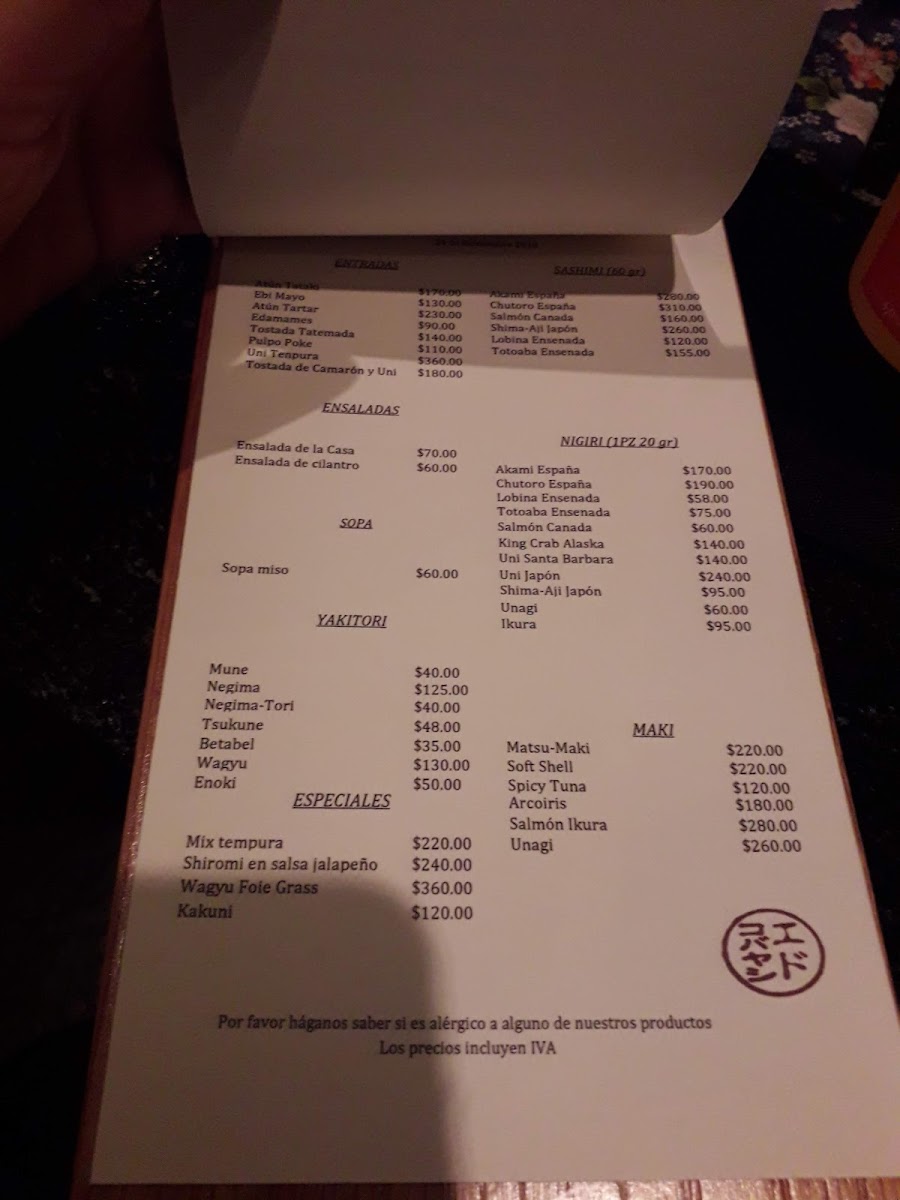 ENTRADAS
Atún Tataki $170.00
Ebi Mayo $130.00
Atún Tartar $230.00
Edamames $90.00
Tostada Tatemada $140.00
Pulpo Poke $110.00
Uni Tenpura $360.00
Tostada de Camarón y Uni $180.00
ENSALADAS
Ensalada de la Casa $70.00
Ensalada de cilantro $60.00
SOPA
Sopa miso $60.00
YAKITORI
Mune $40.00
Negima $125.00
Negima-Tori $40.00
Tsukune $48.00
Betabel $35.00
Wagyu $130.00
Enoki $50.00
ESPECIALES
Mix tempura $220.00
Shiromi en salsa jalapeño $240.00
Wagyu Foie Grass $360.00
Kakuni $120.00
SASHIMI (60 gr)
Akami España $280.00
Chutoro España $310.00
Salmón Canada $160.00
Shima-Aji Japón $260.00
Lobina Ensenada $120.00
Totoaba Ensenada $155.00
NIGIRI (1PZ 20 gr)
Akami España $170.00
Chutoro España $190.00
Lobina Ensenada $58.00
Totoaba Ensenada $75.00
Salmón Canada $60.00
King Crab Alaska $140.00
Uni Santa Barbara $140.00
Uni Japón $240.00
Shima-Aji Japón $95.00
Unagi $60.00
Ikura $95.00
MAKI
Matsu-Maki $220.00
Soft Shell $220.00
Spicy Tuna $120.00
Arcoiris $180.00
Salmón Ikura $280.00
Unagi $260.00
エド
コバヤシ
Por favor háganos saber si es alérgico a alguno de nuestros productos
Los precios incluyen IVA